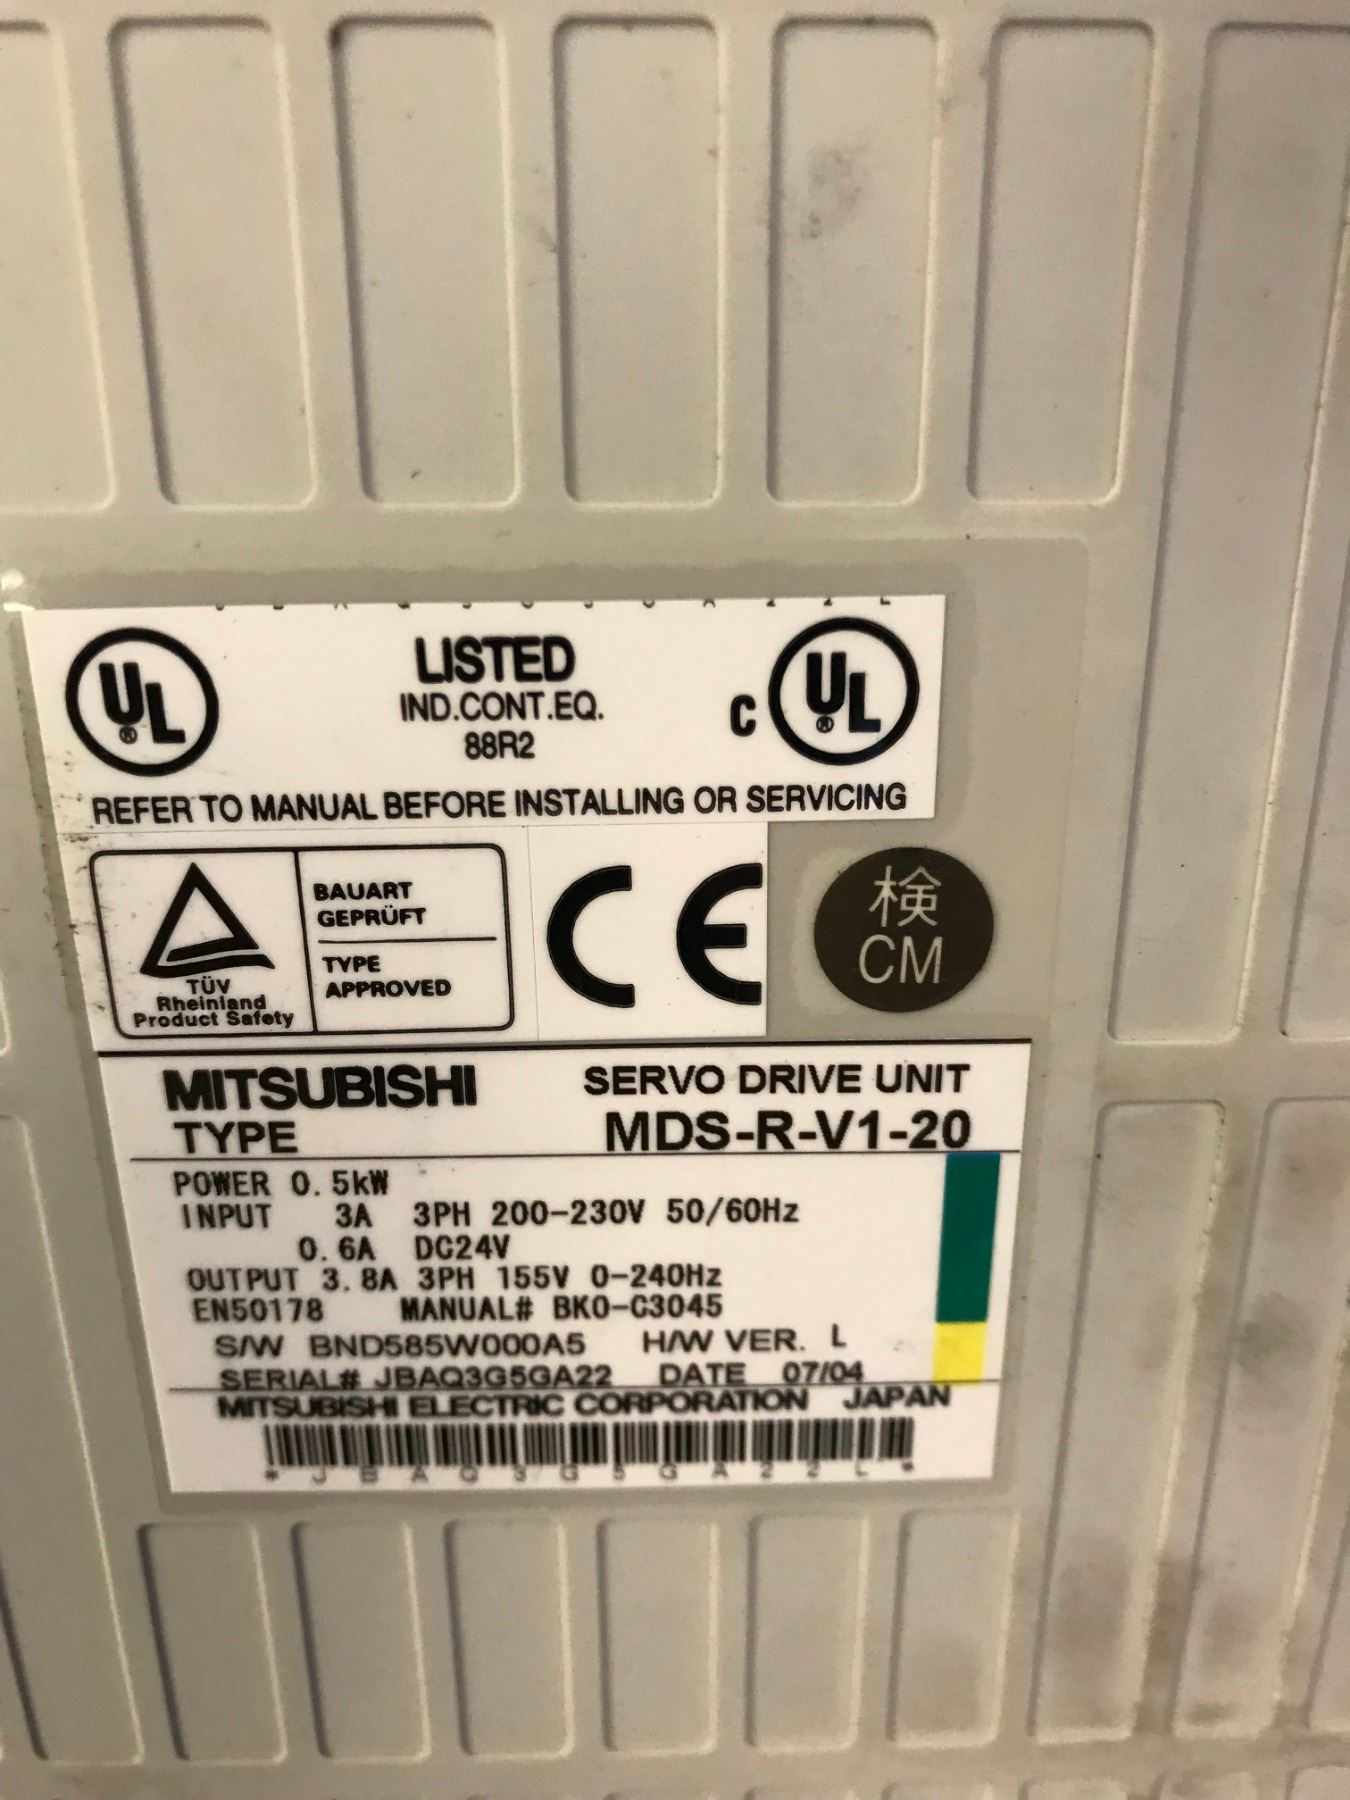 UL® LISTED C UL®
IND.CONT.EQ.
88R2
REFER TO MANUAL BEFORE INSTALLING OR SERVICING
TÜV
Rheinland
Product Safety
BAUART
GEPRÜFT
TYPE
APPROVED
CE
検
CM
MITSUBISHI SERVO DRIVE UNIT
TYPE MDS-R-V1-20
POWER 0.5kW
INPUT 3A 3PH 200-230V 50/60Hz
0.6A DC24V
OUTPUT 3.8A 3PH 155V 0-240Hz
EN50178 MANUAL# BKO-C3045
S/W BND585W000A5 H/W VER. L
SERIAL# JBAQ3G5GA22 DATE 07/04
MITSUBISHI ELECTRIC CORPORATION JAPAN
*JBAQ3G5GA22L*